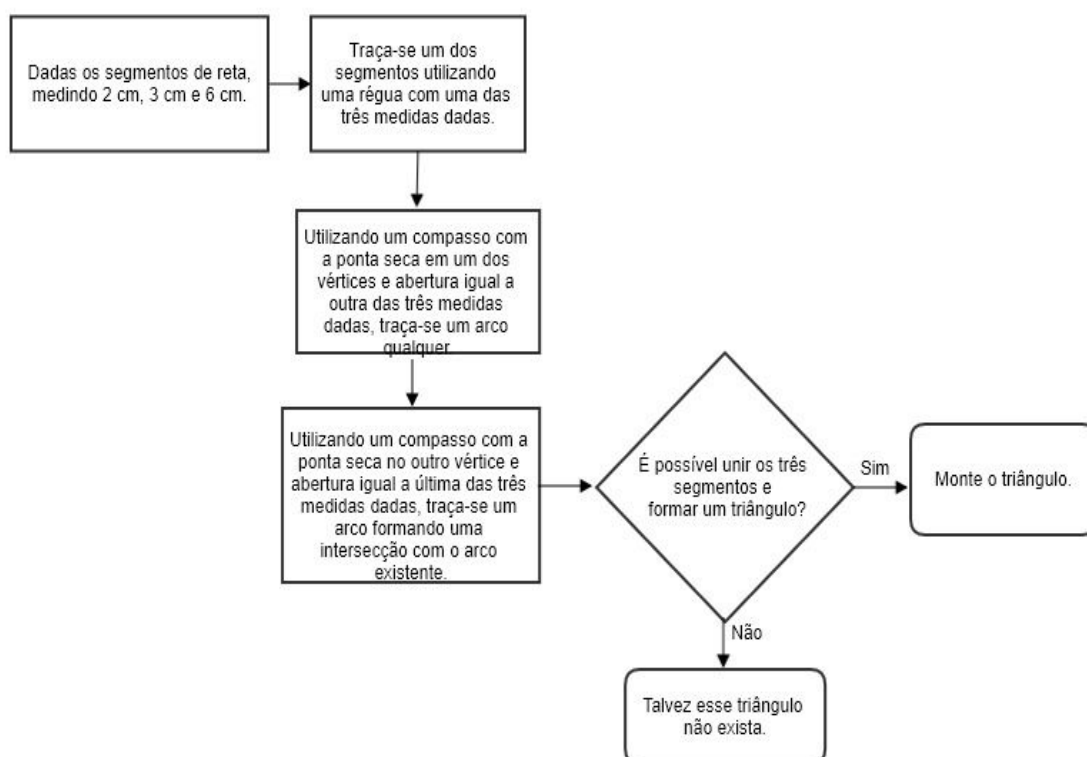 Dadas os segmentos de reta,
medindo 2 cm, 3 cm e 6 cm.
Traça-se um dos
segmentos utilizando
uma régua com uma das
três medidas dadas.
Utilizando um compasso com
a ponta seca em um dos
vértices e abertura igual a
outra das três medidas
dadas, traça-se um arco
qualquer.
Utilizando um compasso com a
ponta seca no outro vértice e
abertura igual a última das três
medidas dadas, traça-se um
arco formando uma
intersecção com o arco
existente.
É possível unir os três
segmentos e
formar um triângulo?
Sim
Monte o triângulo.
Não
Talvez esse triângulo
não exista.